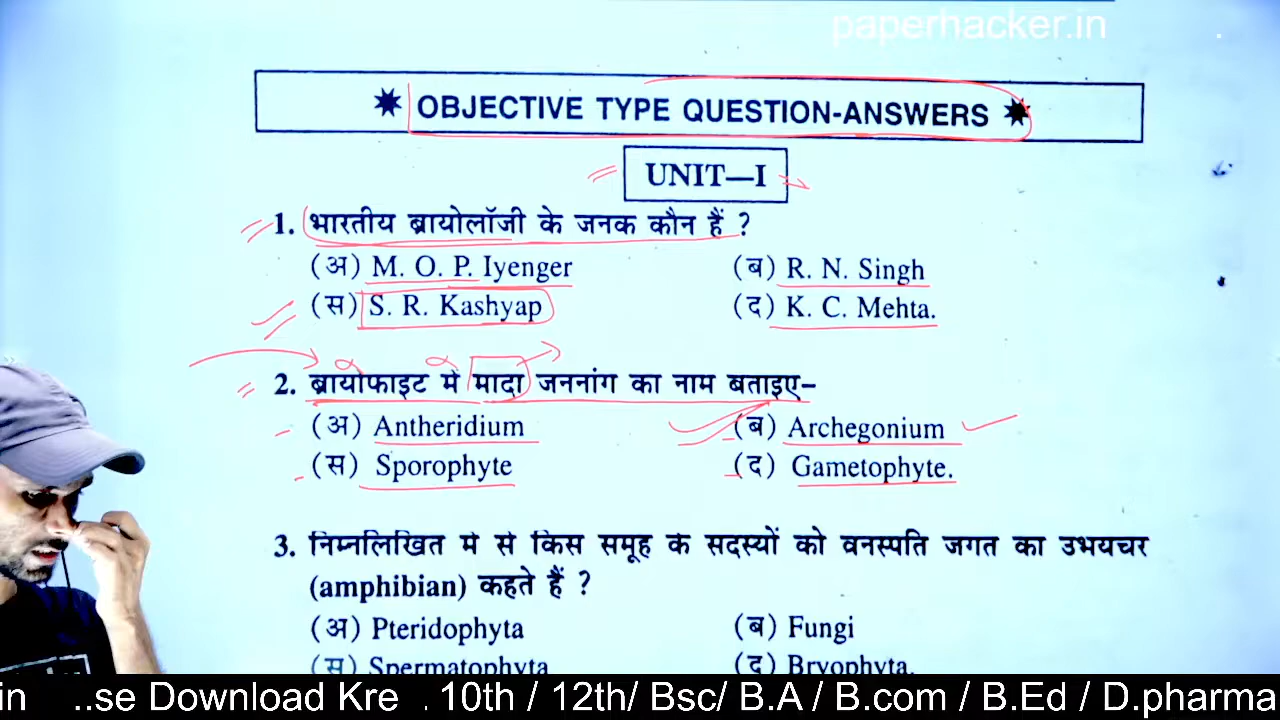 paperhacker.in
OBJECTIVE TYPE QUESTION-ANSWERS
UNIT—I
1. भारतीय ब्रायोलॉजी के जनक कौन हैं ?
(अ) M. O. P. Iyenger (ब) R. N. Singh
(स) S. R. Kashyap (द) K. C. Mehta.
2. ब्रायोफाइट में मादा जननांग का नाम बताइए–
(अ) Antheridium (ब) Archegonium
(स) Sporophyte (द) Gametophyte.
3. निम्नलिखित में से किस समूह के सदस्यों को वनस्पति जगत का उभयचर
(amphibian) कहते हैं ?
(अ) Pteridophyta (ब) Fungi
(स) Spermatophyta (द) Bryophyta.
in ..se Download Kre . 10th / 12th/ Bsc/ B.A / B.com / B.Ed / D.pharma